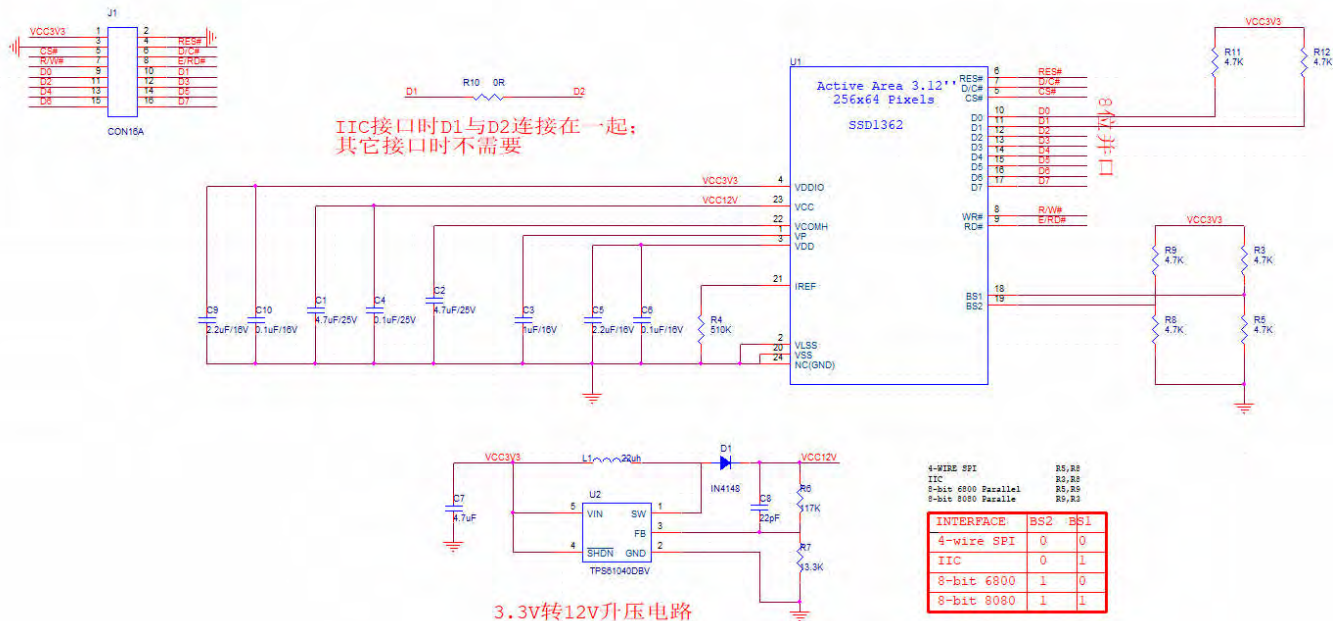 J1
VCC3V3 1 2
3 4 RES#
CS# 5 6 D/C#
R/W# 7 8 E/RD#
D0 9 10 D1
D2 11 12 D3
D4 13 14 D5
D6 15 16 D7
CON16A
R10 0R
D1 D2
IIC接口时D1与D2连接在一起；
其它接口时不需要
U1
Active Area 3.12''
256x64 Pixels
SSD1362
RES# 6 RES#
D/C# 7 D/C#
CS# 5 CS#
D0 10 D0
D1 11 D1
D2 12 D2
D3 13 D3
D4 14 D4
D5 15 D5
D6 16 D6
D7 17 D7
WR# 8 R/W#
RD# 9 E/RD#
BS1 18
BS2 19
8位并口
VCC3V3
R11
4.7K
R12
4.7K
VCC3V3
R9
4.7K
R3
4.7K
R8
4.7K
R5
4.7K
VCC3V3 4 VDDIO
VCC12V 23 VCC
22 VCOMH
1 VP
3 VDD
21 IREF
2 VLSS
20 VSS
24 NC(GND)
C9
2.2uF/16V
C10
0.1uF/16V
C1
4.7uF/25V
C4
0.1uF/25V
C2
4.7uF/25V
C3
1uF/16V
C5
2.2uF/16V
C6
0.1uF/16V
R4
510K
VCC3V3
L1 22uh
D1
IN4148
VCC12V
C7
4.7uF
U2
5 VIN SW 1
FB 3
4 SHDN GND 2
TPS61040DBV
C8
22pF
R6
117K
R7
13.3K
3.3V转12V升压电路
4-WIRE SPI R5,R8
IIC R3,R8
8-bit 6800 Parallel R5,R9
8-bit 8080 Paralle R9,R3
INTERFACE BS2 BS1
4-wire SPI 0 0
IIC 0 1
8-bit 6800 1 0
8-bit 8080 1 1